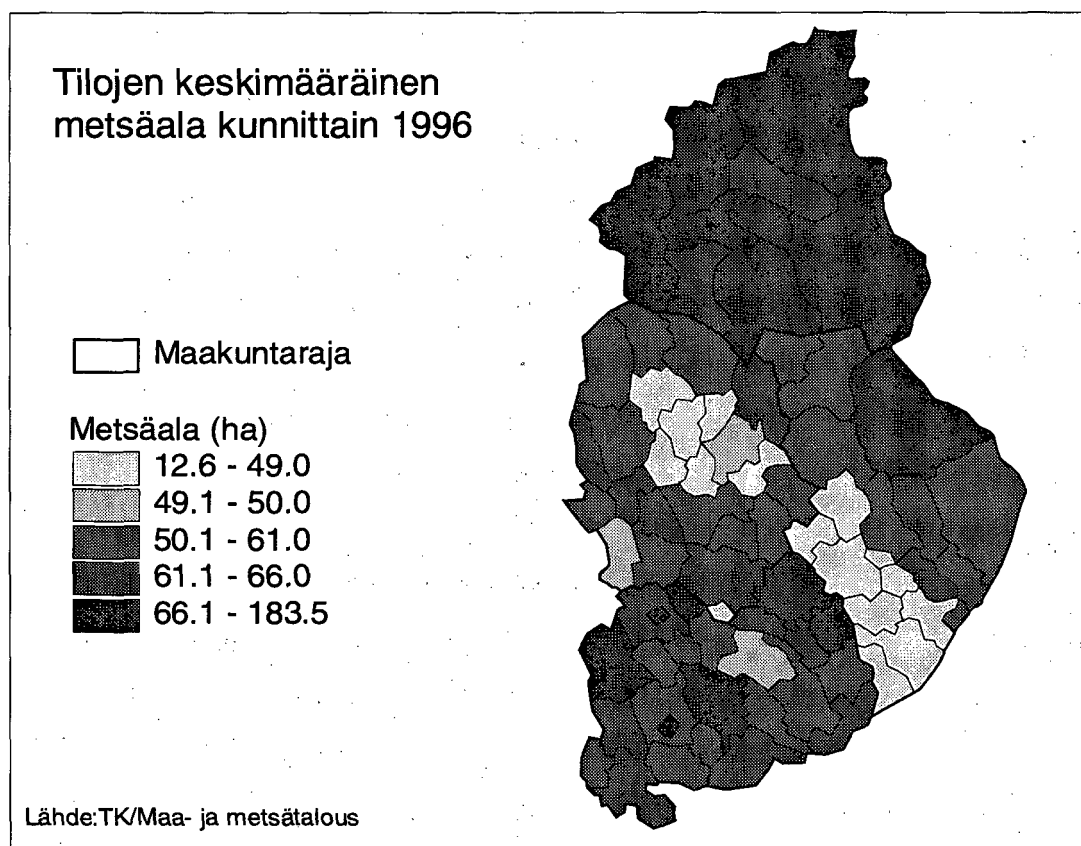 Tilojen keskimääräinen
metsäala kunnittain 1996
Maakuntaraja
Metsäala (ha)
12.6 - 49.0
49.1 - 50.0
50.1 - 61.0
61.1 - 66.0
66.1 - 183.5
Lähde:TK/Maa- ja metsätalous